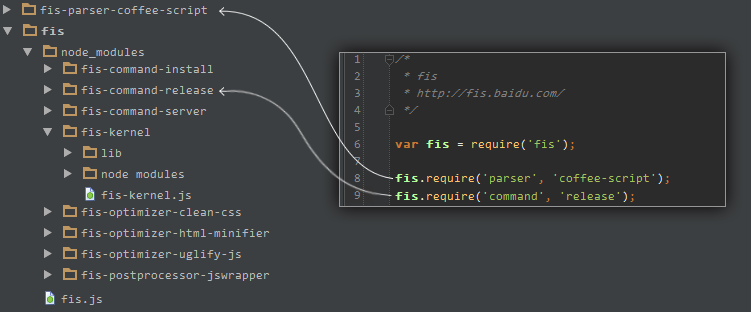 fis-parser-coffee-script
fis
node_modules
fis-command-install
fis-command-release
fis-command-server
fis-kernel
lib
node modules
fis-kernel.js
fis-optimizer-clean-css
fis-optimizer-html-minifier
fis-optimizer-uglify-js
fis-postprocessor-jswrapper
fis.js
1 /*
2 * fis
3 * http://fis.baidu.com/
4 */
5
6 var fis = require('fis');
7
8 fis.require('parser', 'coffee-script');
9 fis.require('command', 'release');